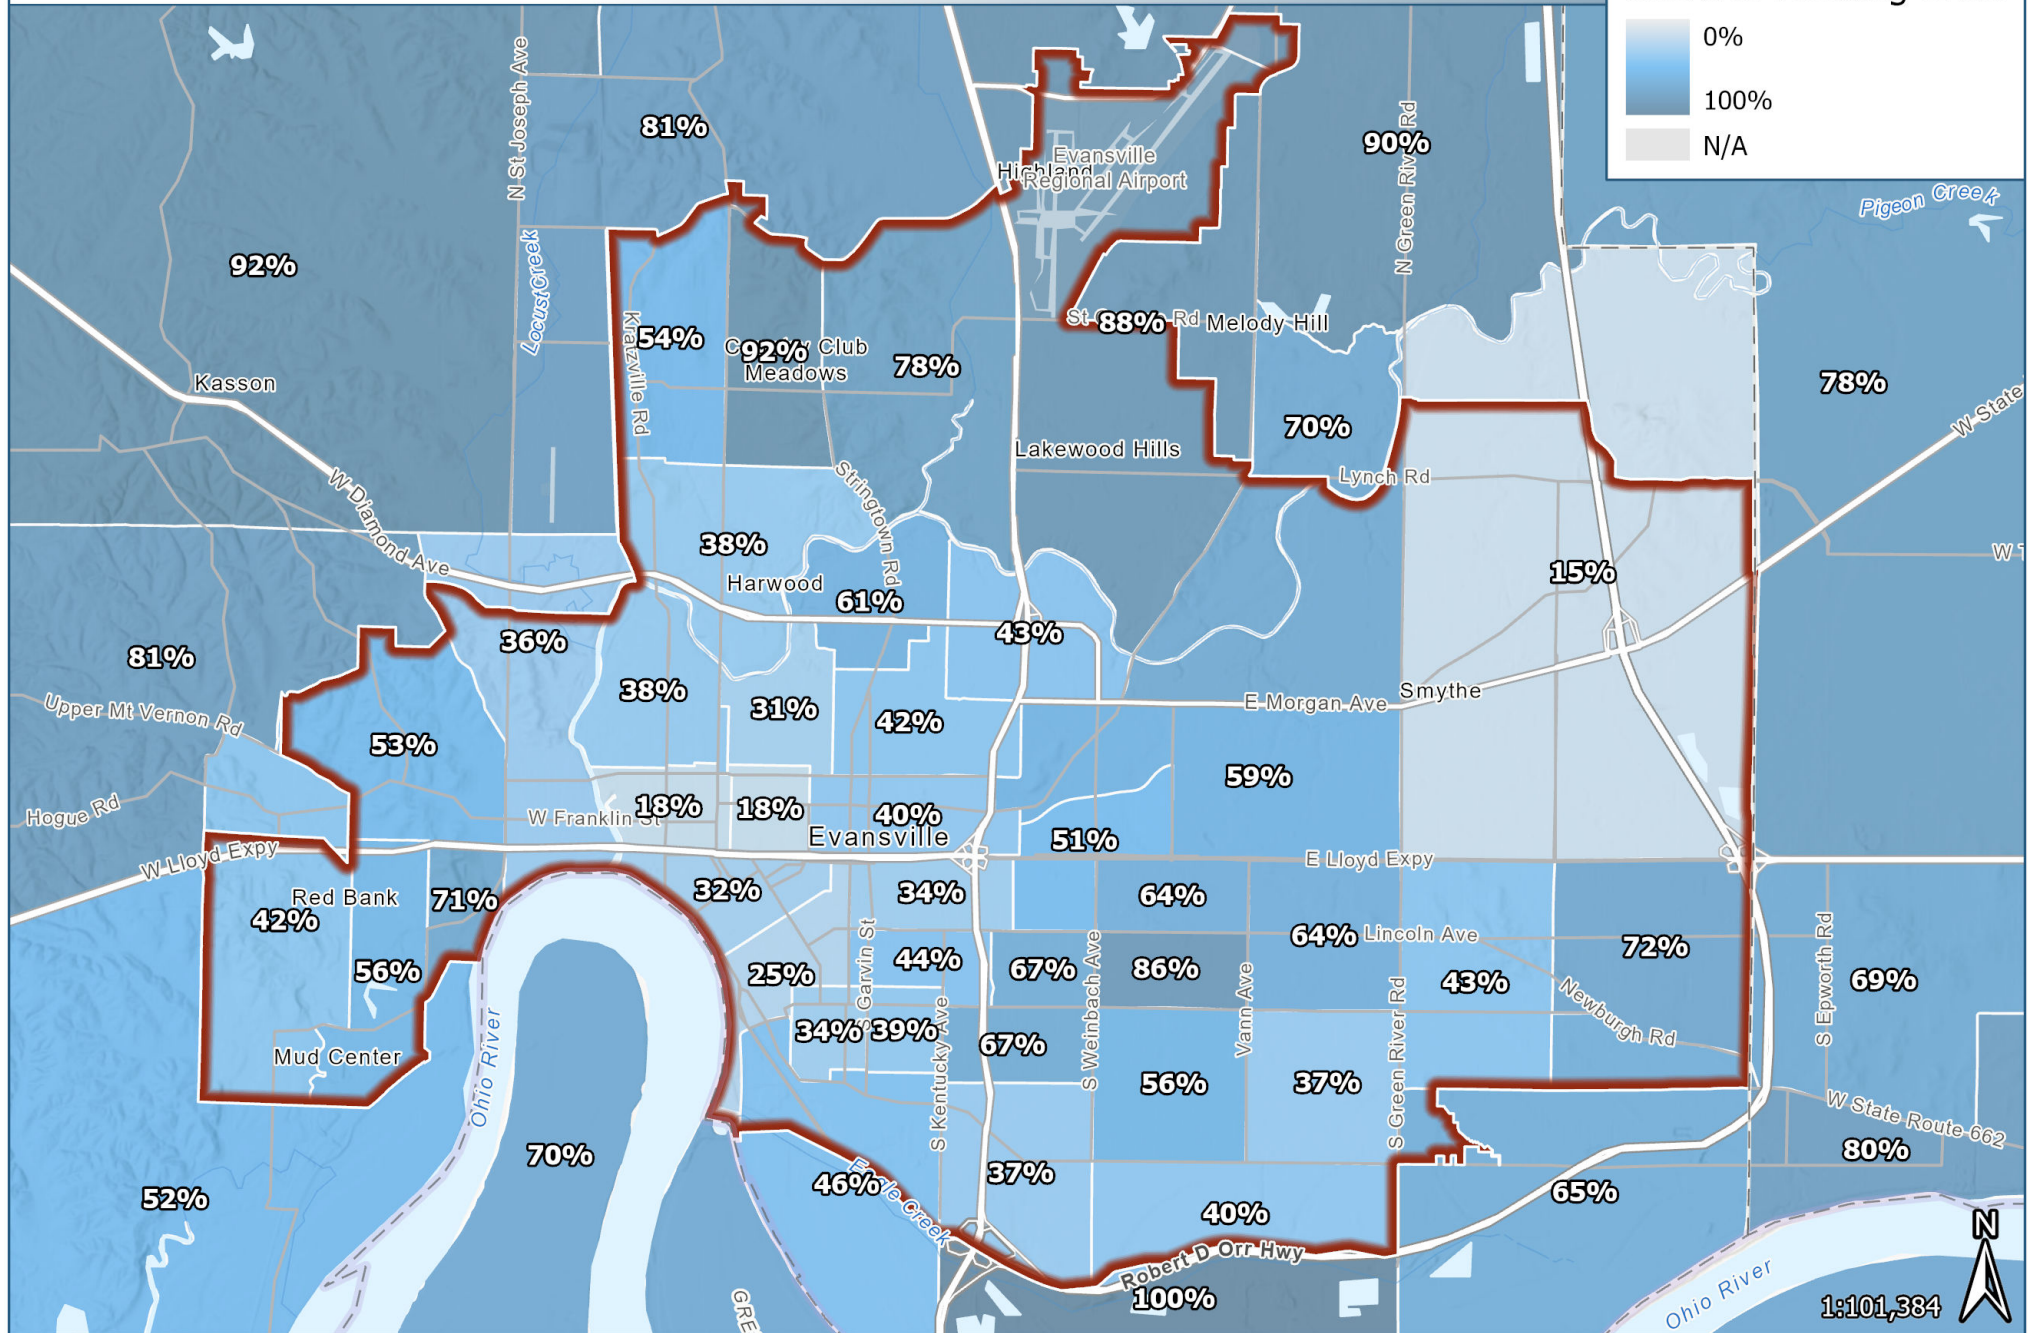 0%
100%
N/A
N St Joseph Ave
81%
Highland
Evansville
Regional Airport
90%
N Green River Rd
Pigeon Creek
92%
Locust Creek
Kratzville Rd
54%
92%
Meadows
78%
88%
Melody Hill
78%
Kasson
W State
70%
Lakewood Hills
Lynch Rd
W Diamond Ave
Stringtown Rd
38%
Harwood
61%
43%
15%
W
81%
36%
38%
31%
42%
E Morgan Ave
Smythe
Upper Mt Vernon Rd
53%
59%
Hogue Rd
W Franklin St
18%
18%
40%
Evansville
51%
W Lloyd Expy
E Lloyd Expy
Red Bank
42%
71%
32%
34%
64%
64%
Lincoln Ave
72%
56%
25%
S Garvin St
44%
67%
86%
43%
69%
S Epworth Rd
34%
39%
S Kentucky Ave
67%
S Weinbach Ave
Vann Ave
S Green River Rd
Newburgh Rd
Mud Center
Ohio River
56%
37%
W State Route 662
80%
70%
52%
46%
Eagle Creek
37%
40%
65%
Robert D Orr Hwy
100%
GRE
Ohio River
N
1:101,384